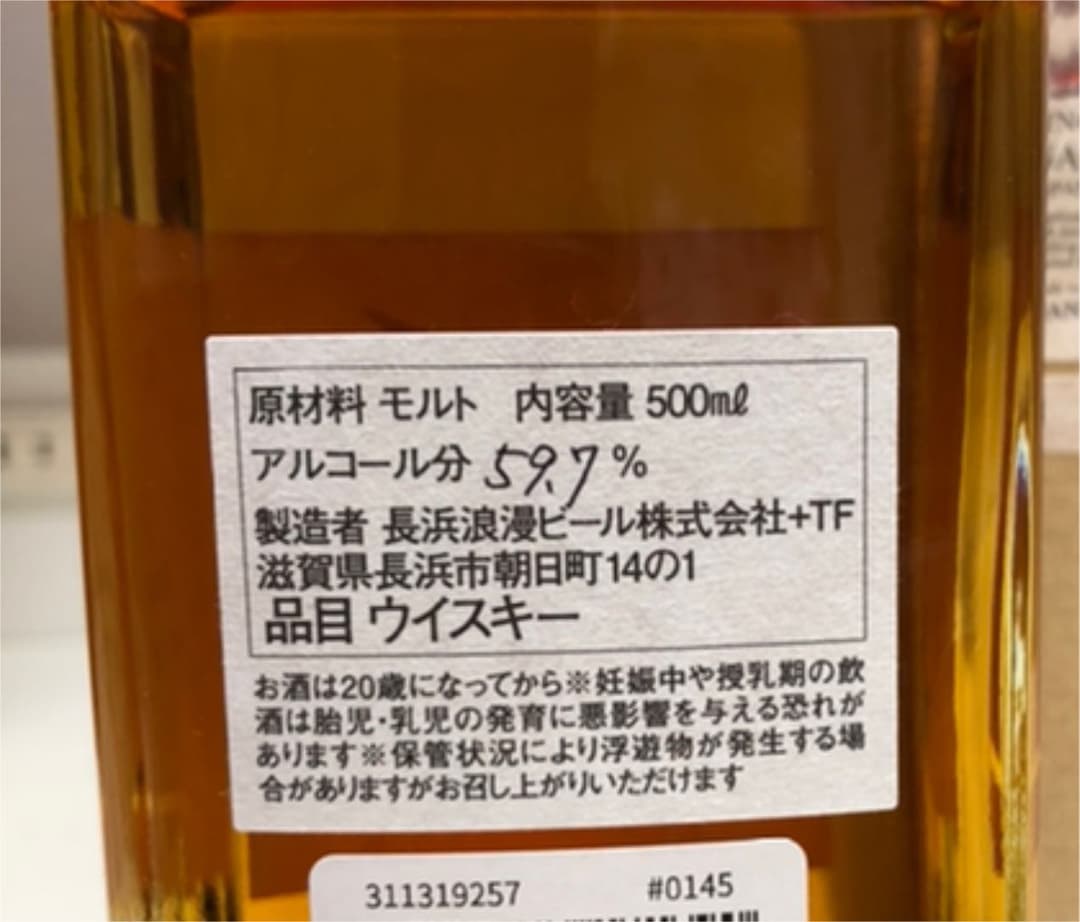 原材料 モルト 内容量 500㎖
アルコール分 59.7 %
製造者 長浜浪漫ビール株式会社+TF
滋賀県長浜市朝日町14の1
品目 ウイスキー
お酒は20歳になってから※妊娠中や授乳期の飲
酒は胎児・乳児の発育に悪影響を与える恐れが
あります※保管状況により浮遊物が発生する場
合がありますがお召し上がりいただけます
311319257 #0145